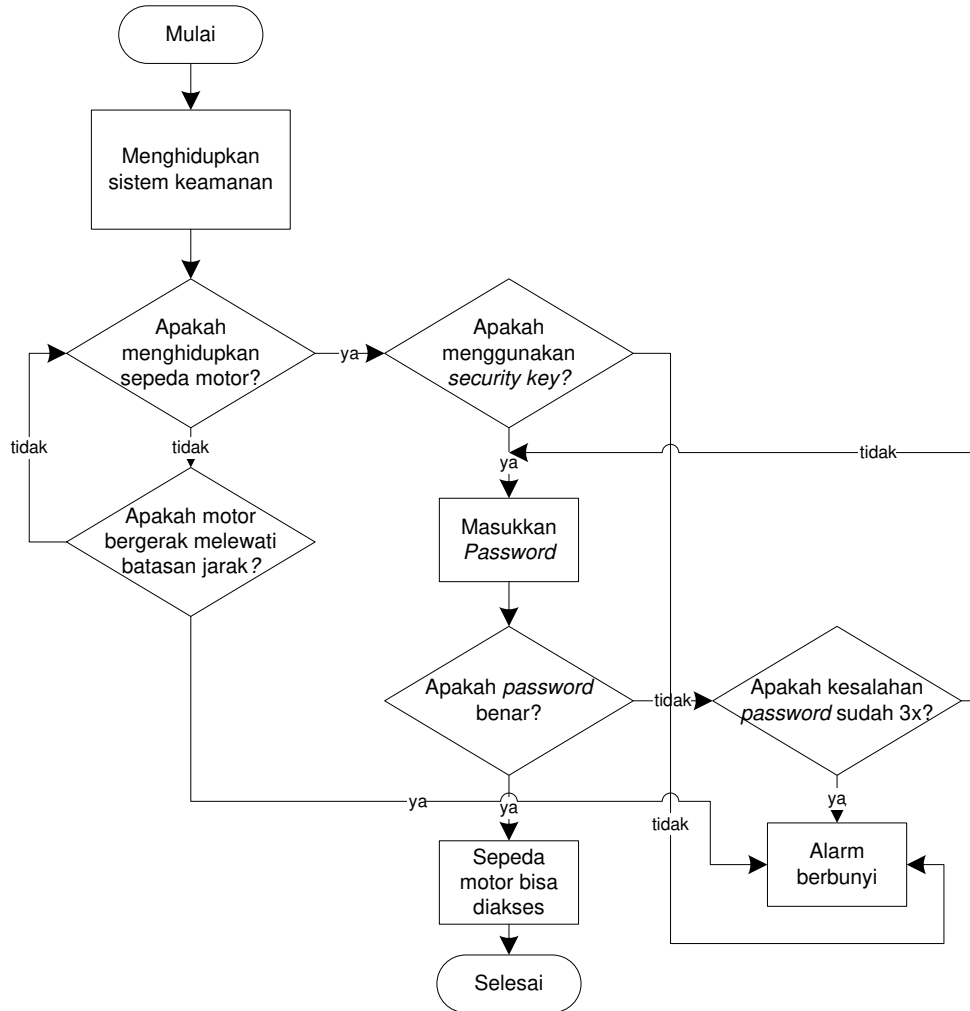 Mulai
Menghidupkan
sistem keamanan
Apakah
menghidupkan
sepeda motor?
ya
Apakah
menggunakan
security key?
tidak
tidak
ya
tidak
Apakah motor
bergerak melewati
batasan jarak?
Masukkan
Password
Apakah password
benar?
tidak
Apakah kesalahan
password sudah 3x?
ya
ya
ya
tidak
Sepeda
motor bisa
diakses
Alarm
berbunyi
Selesai